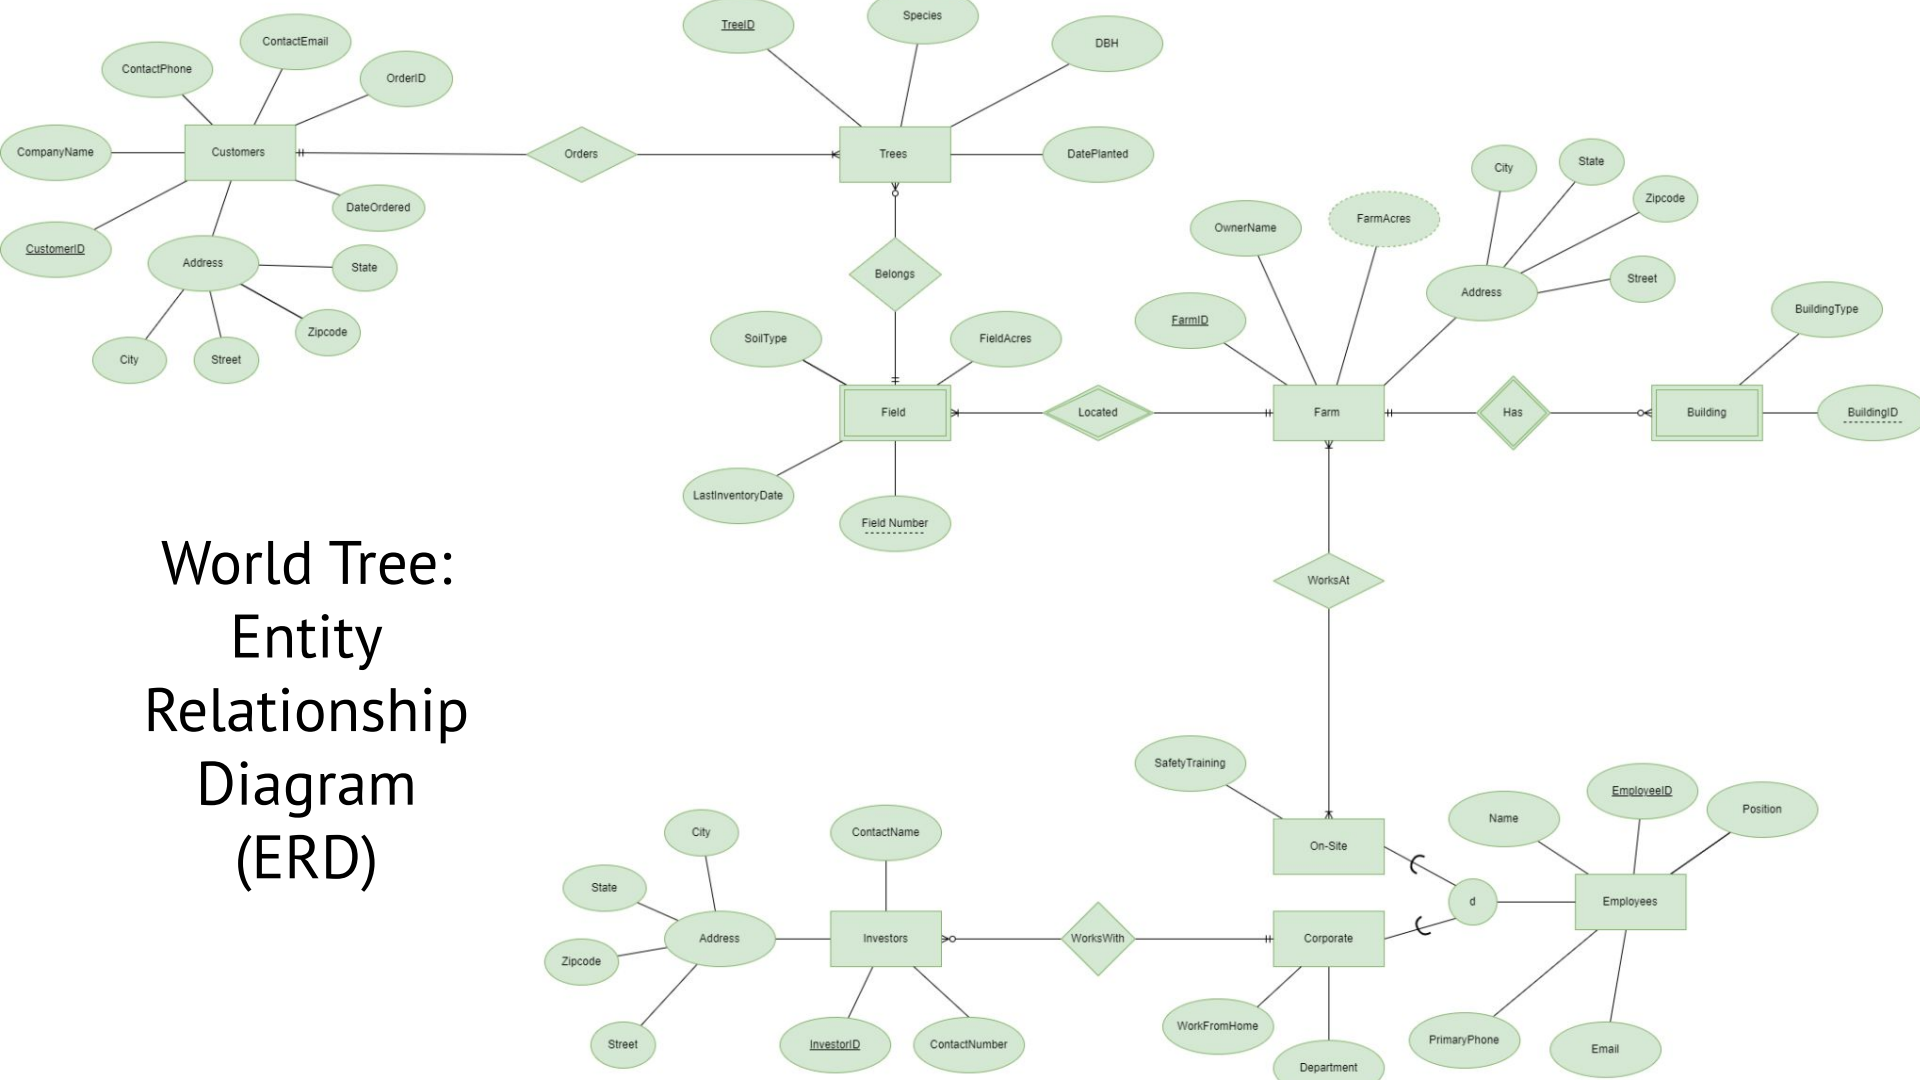 TreeID
Species
DBH
ContactEmail
ContactPhone
OrderID
CompanyName
Customers
Orders
Trees
DatePlanted
DateOrdered
CustomerID
Address
State
Zipcode
City
Street
Belongs
City
State
Zipcode
OwnerName
FarmAcres
Address
Street
FarmID
BuildingType
SoilType
FieldAcres
Field
Located
Farm
Has
Building
BuildingID
LastInventoryDate
Field Number
WorksAt
World Tree:
Entity
Relationship
Diagram
(ERD)
SafetyTraining
On-Site
Name
EmployeeID
Position
d
Employees
City
ContactName
State
Address
Investors
WorksWith
Corporate
Zipcode
Street
InvestorID
ContactNumber
WorkFromHome
Department
PrimaryPhone
Email